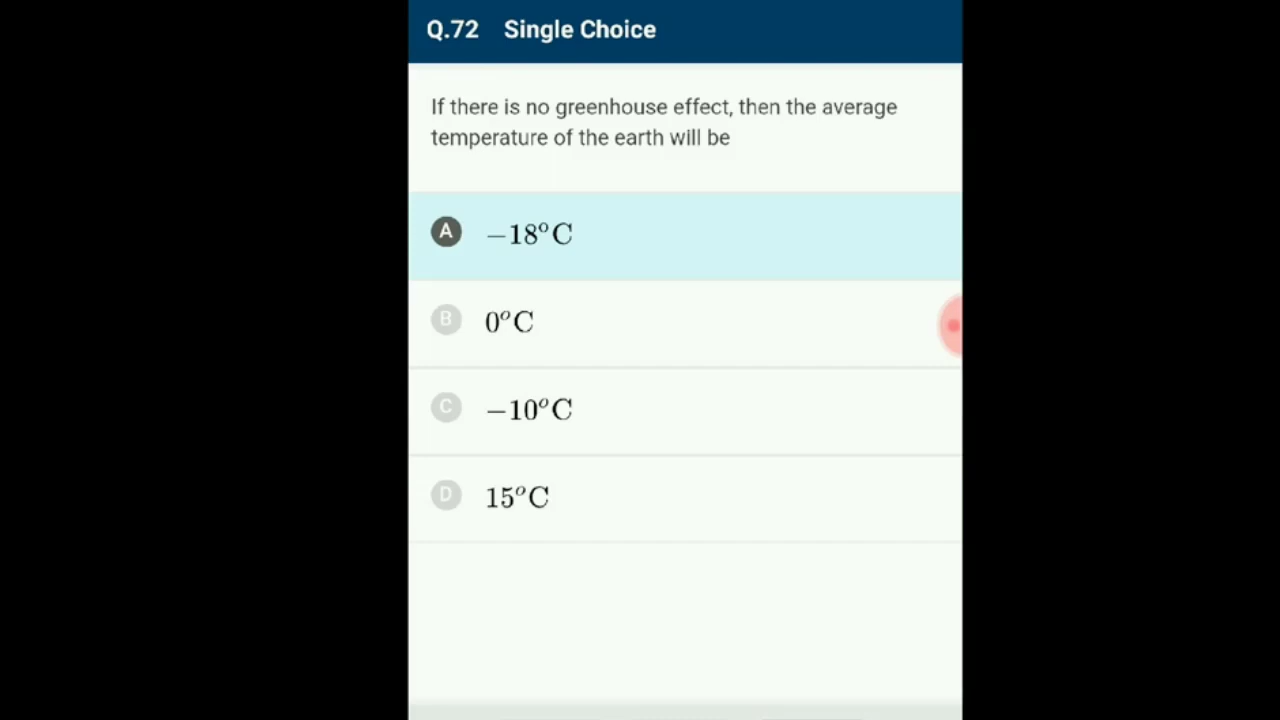 Q.72 Single Choice
If there is no greenhouse effect, then the average
temperature of the earth will be
A −18°C
B 0°C
C −10°C
D 15°C